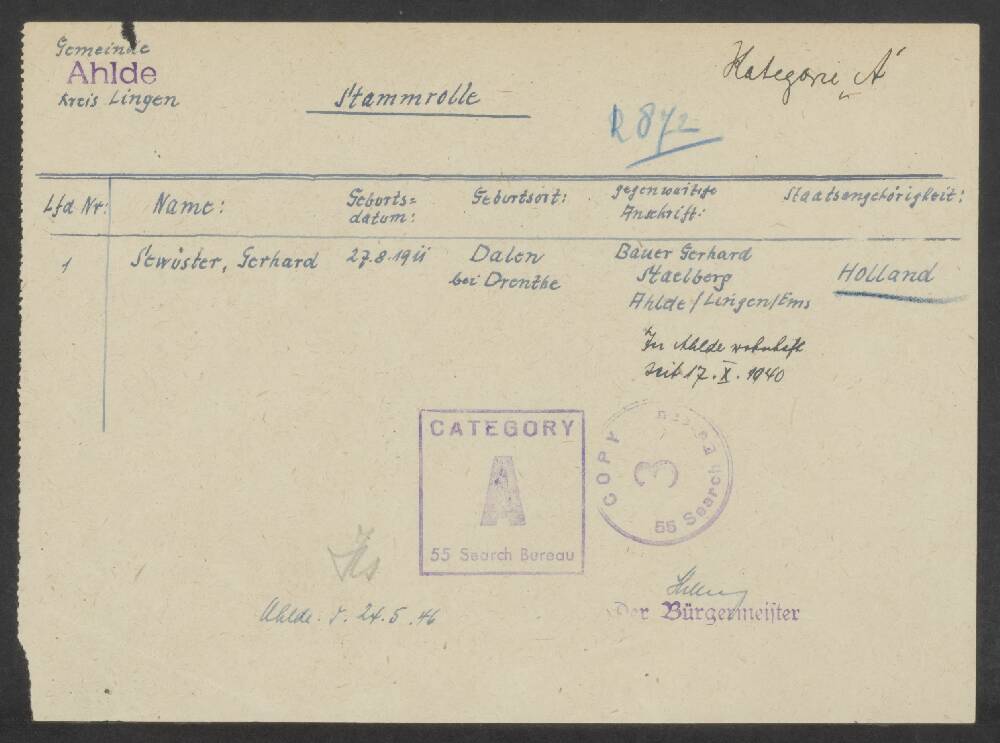 Gemeinde
Ahlde
Kreis Lingen
Stammrolle
Kategorie „A“
R 872
Lfd Nr:
Name:
Geburts=
datum:
Geburtsort:
gegenwärtige
Anschrift:
Staatsangehörigkeit:
1
Stevüster, Gerhard
27.8.1911
Dalen
bei Drenthe
Bauer Gerhard
Staelberg
Ahlde/Lingen/Ems
HOLLAND
In Ahlde wohnhaft
seit 17.X.1940
CATEGORY
A
55 Search Bureau
COPY
3
55 Search
Ahlde. d. 24.5.46
Der Bürgermeister